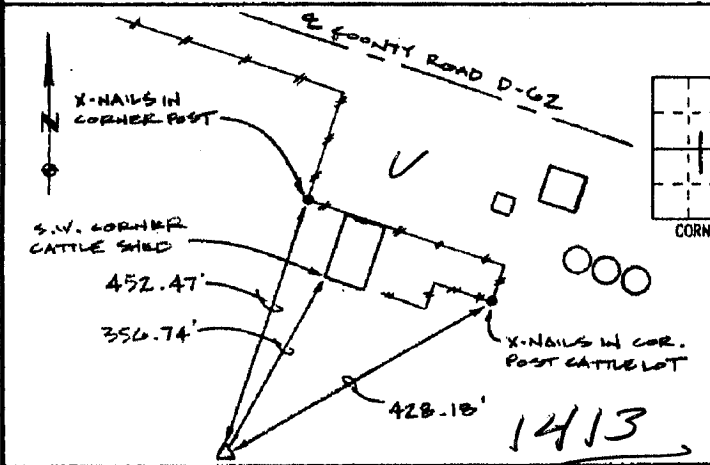 ℄ COUNTY ROAD D-62
X-NAILS IN
CORNER POST
N
S.W. CORNER
CATTLE SHED
452.47'
356.74'
CORN
X-NAILS IN COR.
POST CATTLE LOT
428.18'
1413